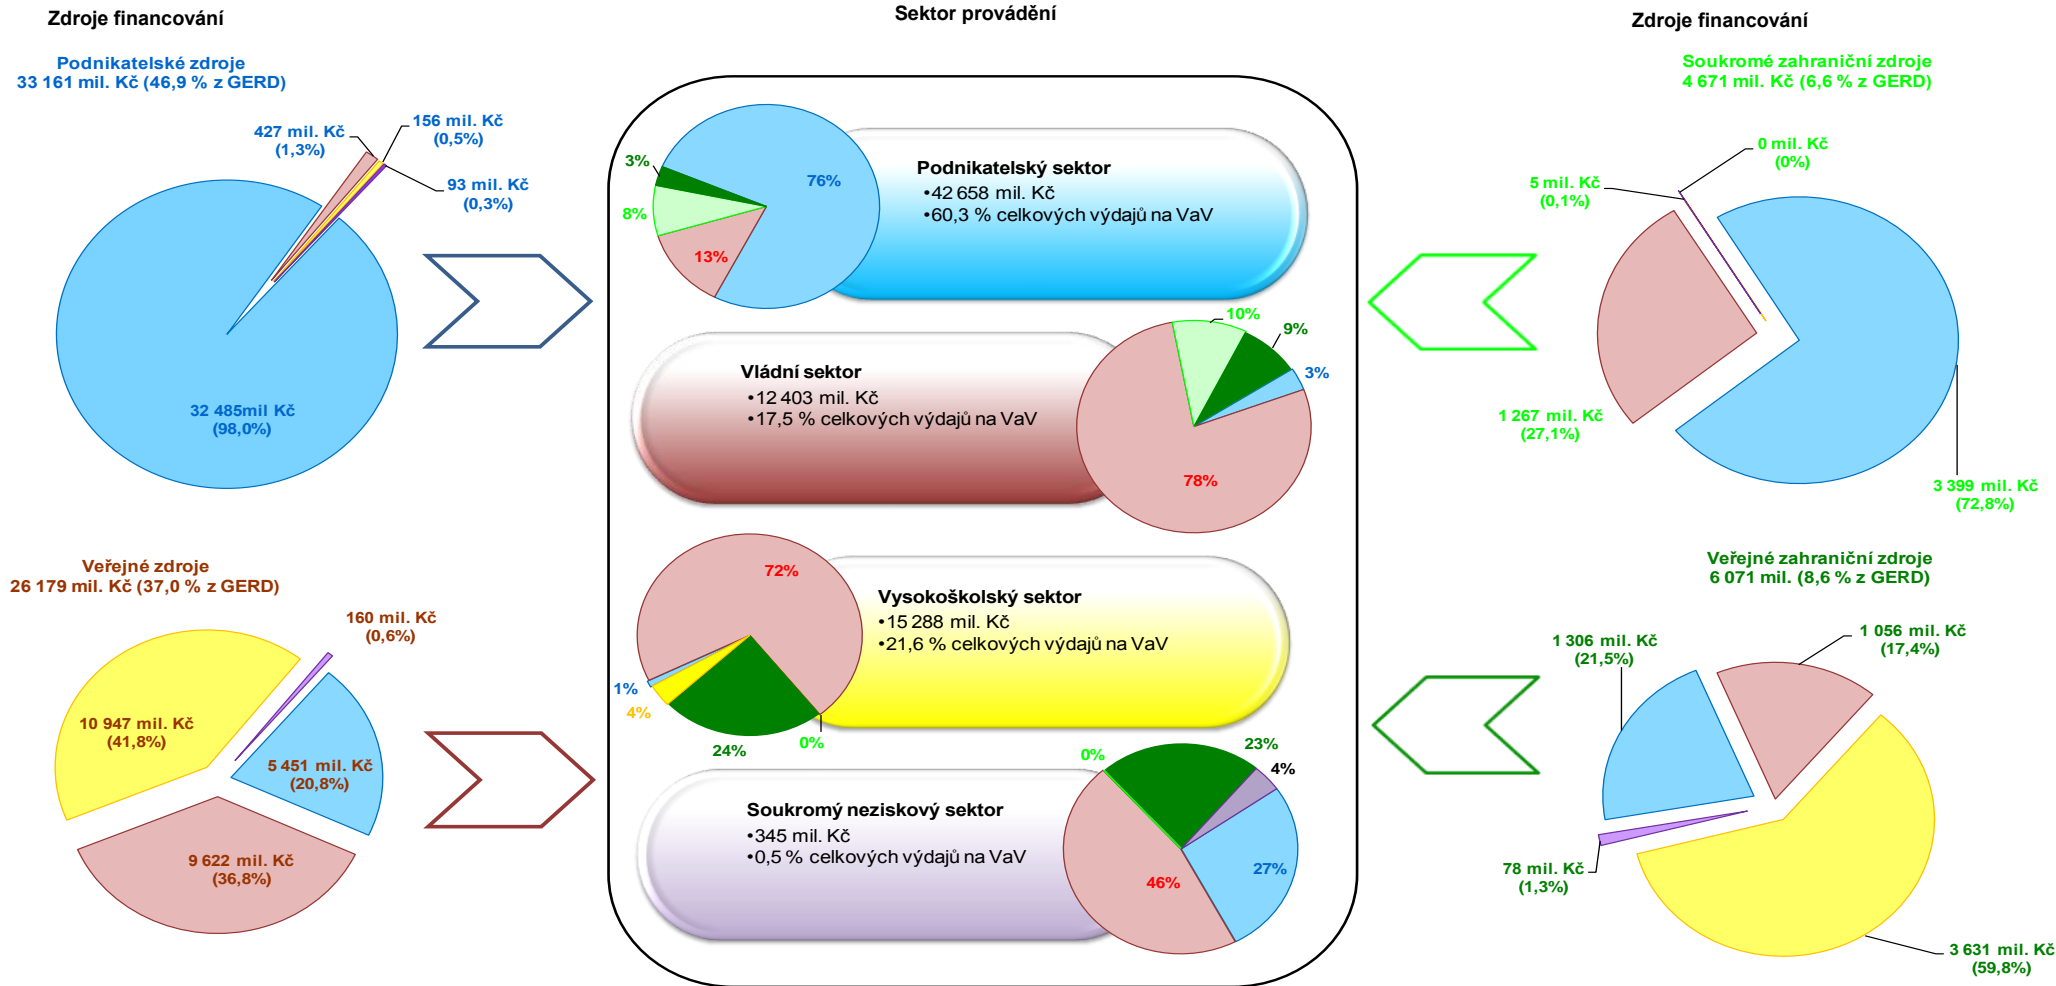 Zdroje financování
Sektor provádění
Zdroje financování
Podnikatelské zdroje
33 161 mil. Kč (46,9 % z GERD)
427 mil. Kč
(1,3%)
156 mil. Kč
(0,5%)
93 mil. Kč
(0,3%)
32 485mil Kč
(98,0%)
Veřejné zdroje
26 179 mil. Kč (37,0 % z GERD)
160 mil. Kč
(0,6%)
10 947 mil. Kč
(41,8%)
5 451 mil. Kč
(20,8%)
9 622 mil. Kč
(36,8%)
3%
76%
8%
13%
Podnikatelský sektor
•42 658 mil. Kč
•60,3 % celkových výdajů na VaV
Vládní sektor
•12 403 mil. Kč
•17,5 % celkových výdajů na VaV
10%
9%
3%
78%
72%
1%
4%
24%
0%
Vysokoškolský sektor
•15 288 mil. Kč
•21,6 % celkových výdajů na VaV
Soukromý neziskový sektor
•345 mil. Kč
•0,5 % celkových výdajů na VaV
0%
23%
4%
27%
46%
Soukromé zahraniční zdroje
4 671 mil. Kč (6,6 % z GERD)
0 mil. Kč
(0%)
5 mil. Kč
(0,1%)
1 267 mil. Kč
(27,1%)
3 399 mil. Kč
(72,8%)
Veřejné zahraniční zdroje
6 071 mil. (8,6 % z GERD)
1 306 mil. Kč
(21,5%)
1 056 mil. Kč
(17,4%)
78 mil. Kč
(1,3%)
3 631 mil. Kč
(59,8%)